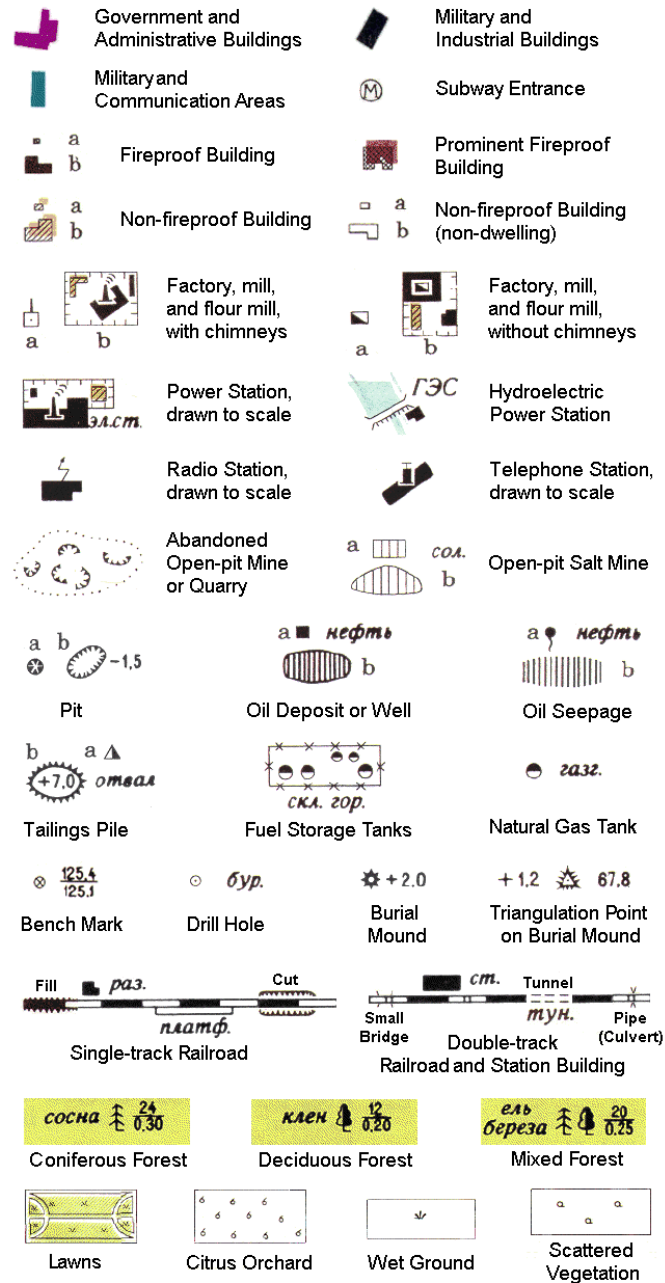 Government and
Administrative Buildings
Military and
Industrial Buildings
Military and
Communication Areas
M
Subway Entrance
a
b
Fireproof Building
Prominent Fireproof
Building
a
b
Non-fireproof Building
a
b
Non-fireproof Building
(non-dwelling)
a
b
Factory, mill,
and flour mill,
with chimneys
a
b
Factory, mill,
and flour mill,
without chimneys
эл.ст.
Power Station,
drawn to scale
ГЭС
Hydroelectric
Power Station
Radio Station,
drawn to scale
Telephone Station,
drawn to scale
Abandoned
Open-pit Mine
or Quarry
a
сол.
b
Open-pit Salt Mine
a b
-1,5
Pit
a нефть
b
Oil Deposit or Well
a нефть
b
Oil Seepage
b a
+7,0 отвал
Tailings Pile
скл. гор.
Fuel Storage Tanks
газг.
Natural Gas Tank
125.4
125.1
Bench Mark
бур.
Drill Hole
+ 2.0
Burial
Mound
+ 1.2 67.8
Triangulation Point
on Burial Mound
Fill
раз.
Cut
платф.
Single-track Railroad
ст.
Tunnel
тун.
Small
Bridge
Pipe
(Culvert)
Double-track
Railroad and Station Building
сосна 24
0.30
Coniferous Forest
клен 12
0.20
Deciduous Forest
ель
береза 20
0.25
Mixed Forest
Lawns
Citrus Orchard
Wet Ground
Scattered
Vegetation